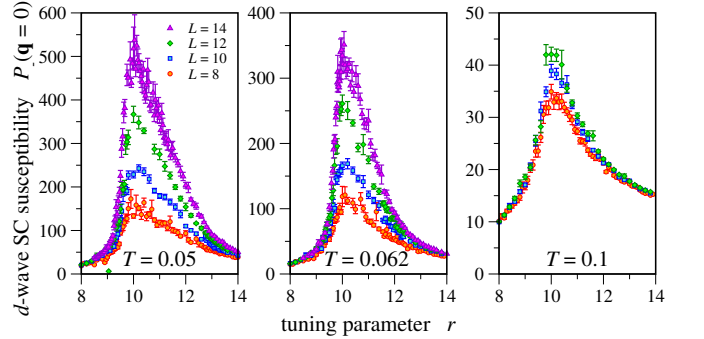 d-wave SC susceptibility P_(q = 0)
600
500
400
300
200
100
0
L = 14
L = 12
L = 10
L = 8
T = 0.05
8 10 12 14
400
300
200
100
0
T = 0.062
8 10 12 14
50
40
30
20
10
0
T = 0.1
8 10 12 14
tuning parameter r